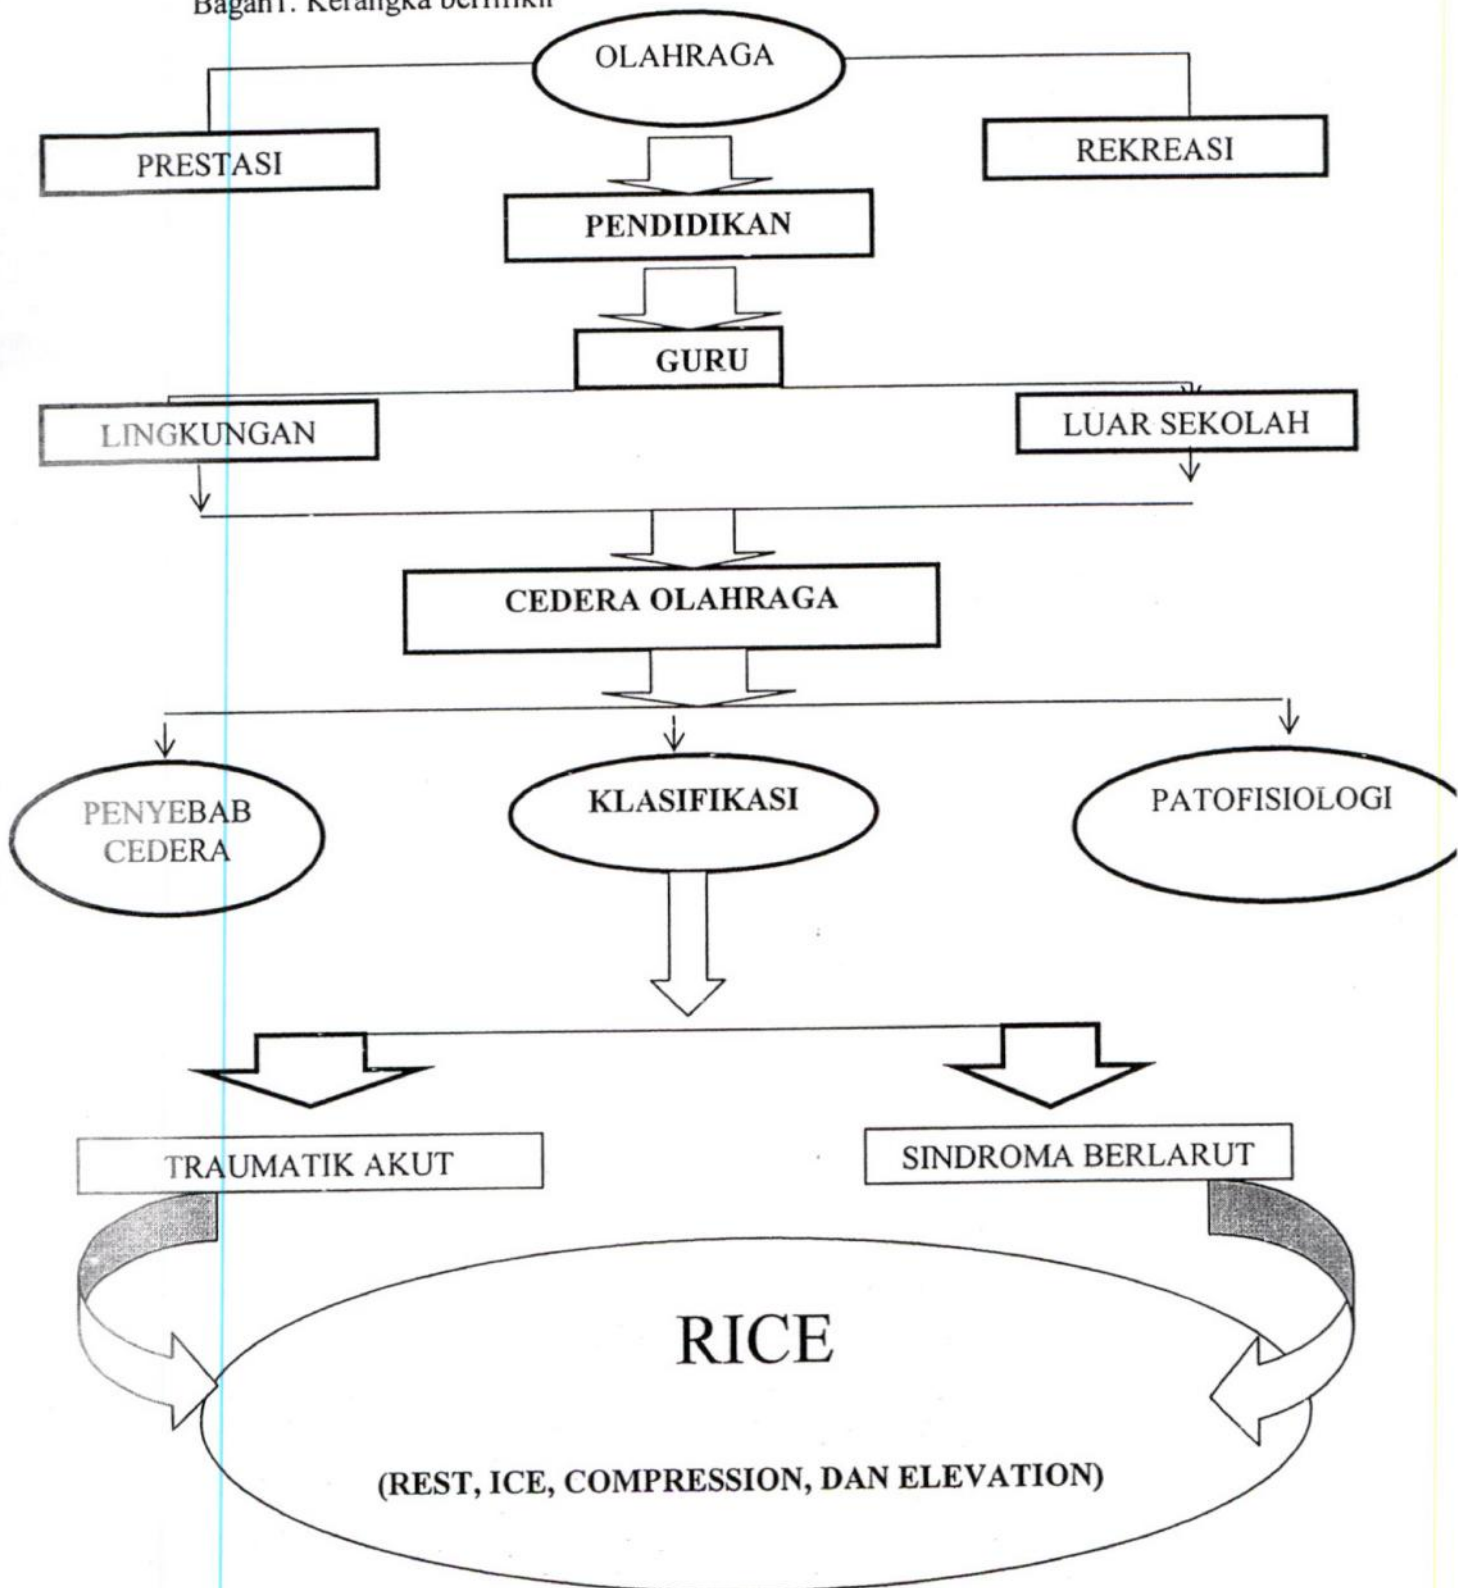 Bagan1. Kerangka berfifikir
OLAHRAGA
PRESTASI
REKREASI
PENDIDIKAN
GURU
LINGKUNGAN
LUAR SEKOLAH
CEDERA OLAHRAGA
PENYEBAB
CEDERA
KLASIFIKASI
PATOFISIOLOGI
TRAUMATIK AKUT
SINDROMA BERLARUT
RICE
(REST, ICE, COMPRESSION, DAN ELEVATION)